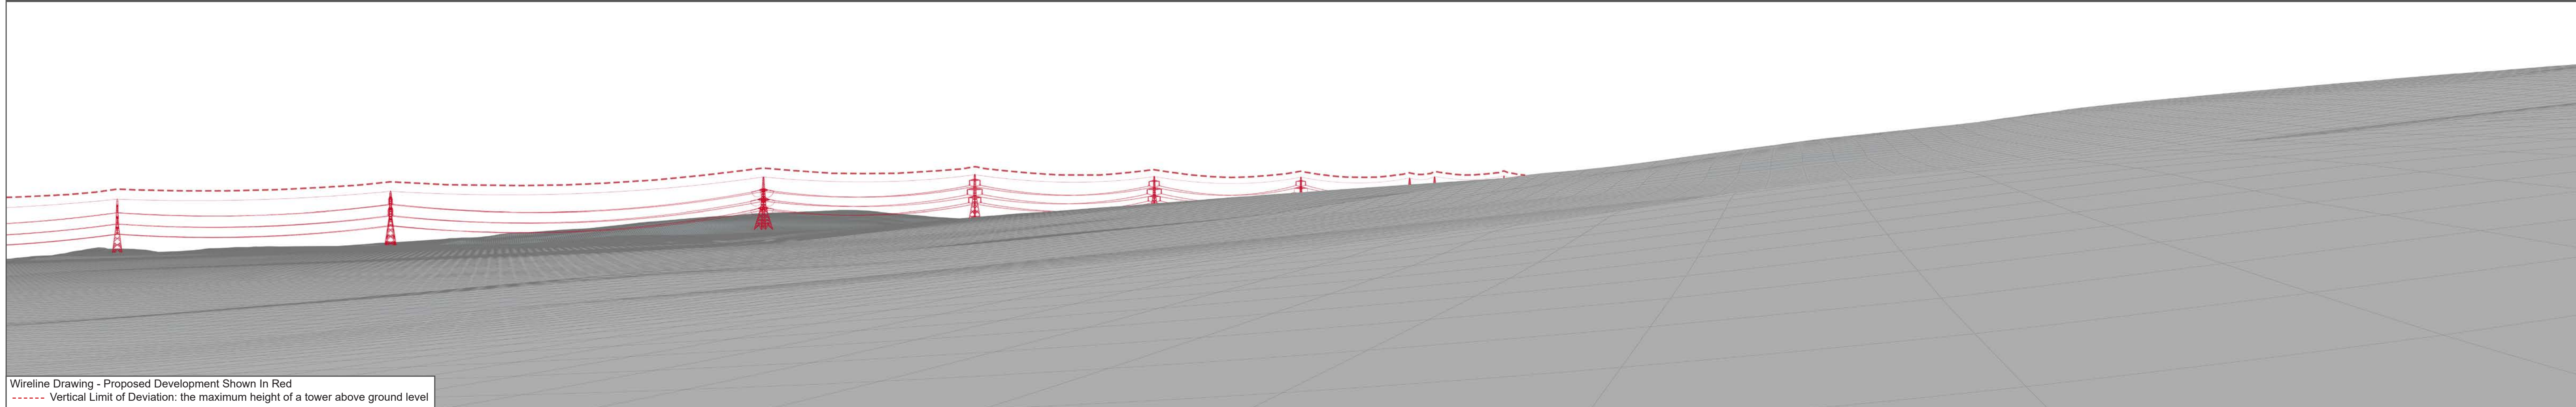 Wireline Drawing - Proposed Development Shown In Red
Vertical Limit of Deviation: the maximum height of a tower above ground level